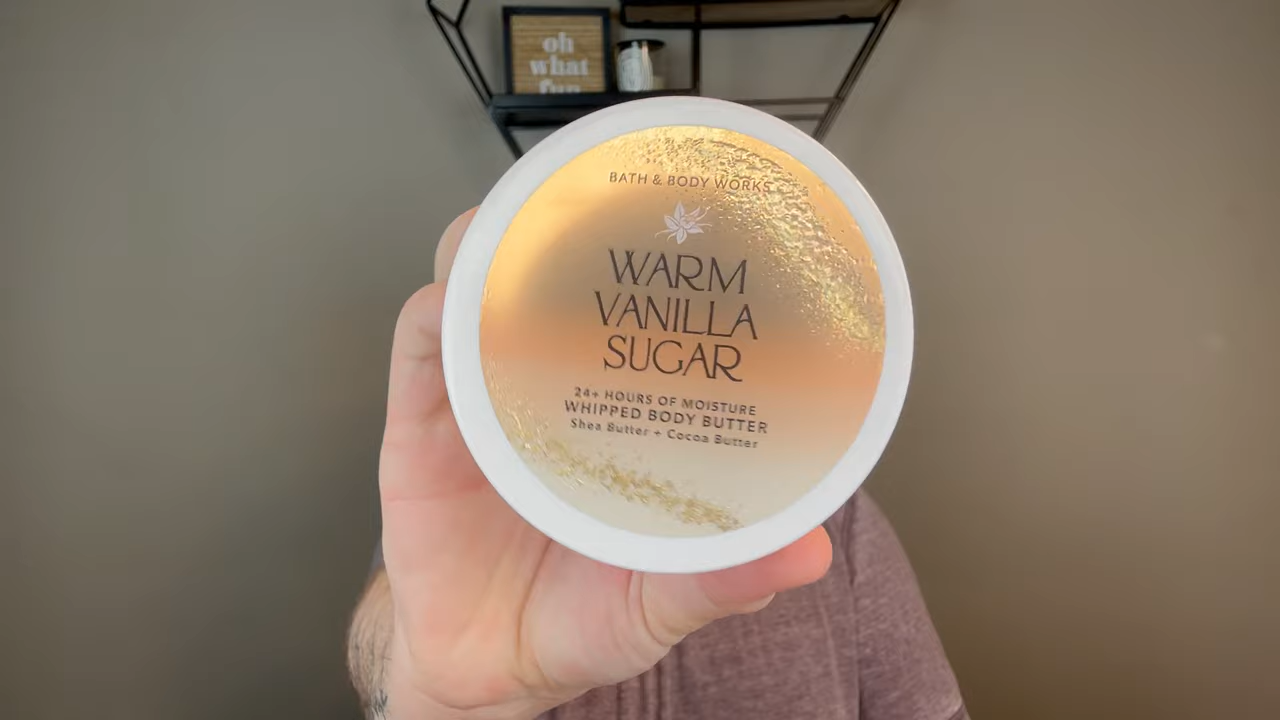 oh
what
fun
BATH & BODY WORKS
WARM
VANILLA
SUGAR
24+ HOURS OF MOISTURE
WHIPPED BODY BUTTER
Shea Butter + Cocoa Butter